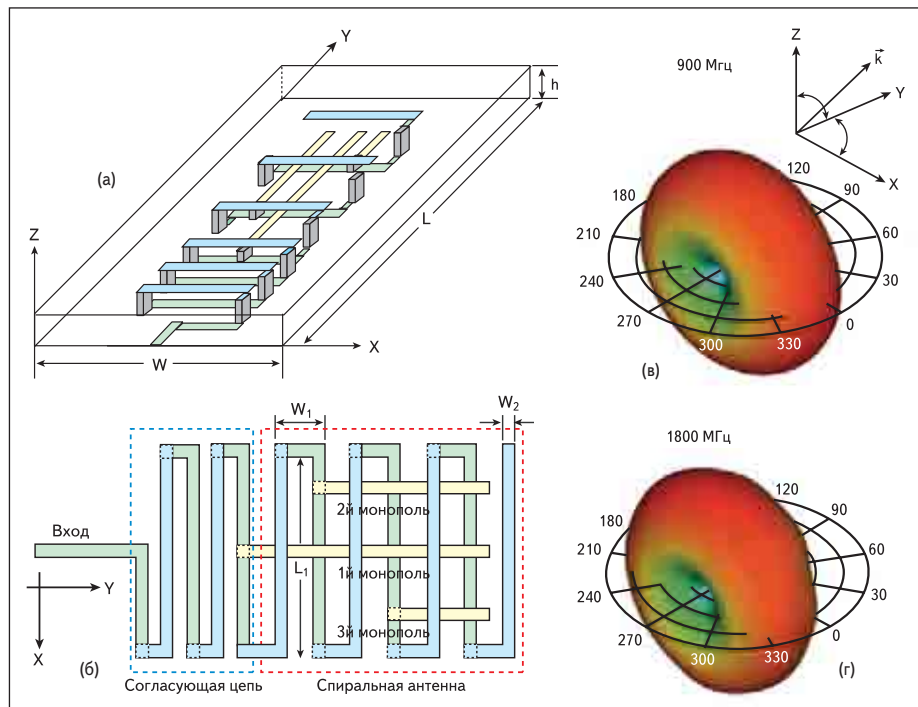 Y
h
(а)
L
Z
X
W
900 Мгц
Z
k
Y
X
120
90
180
60
210
30
240
0
270
300
330
(в)
W1
W2
Вход
2й монополь
L1
1й монополь
3й монополь
Y
X
(б)
Согласующая цепь
Спиральная антенна
1800 МГц
120
90
180
60
210
30
240
0
270
300
330
(г)